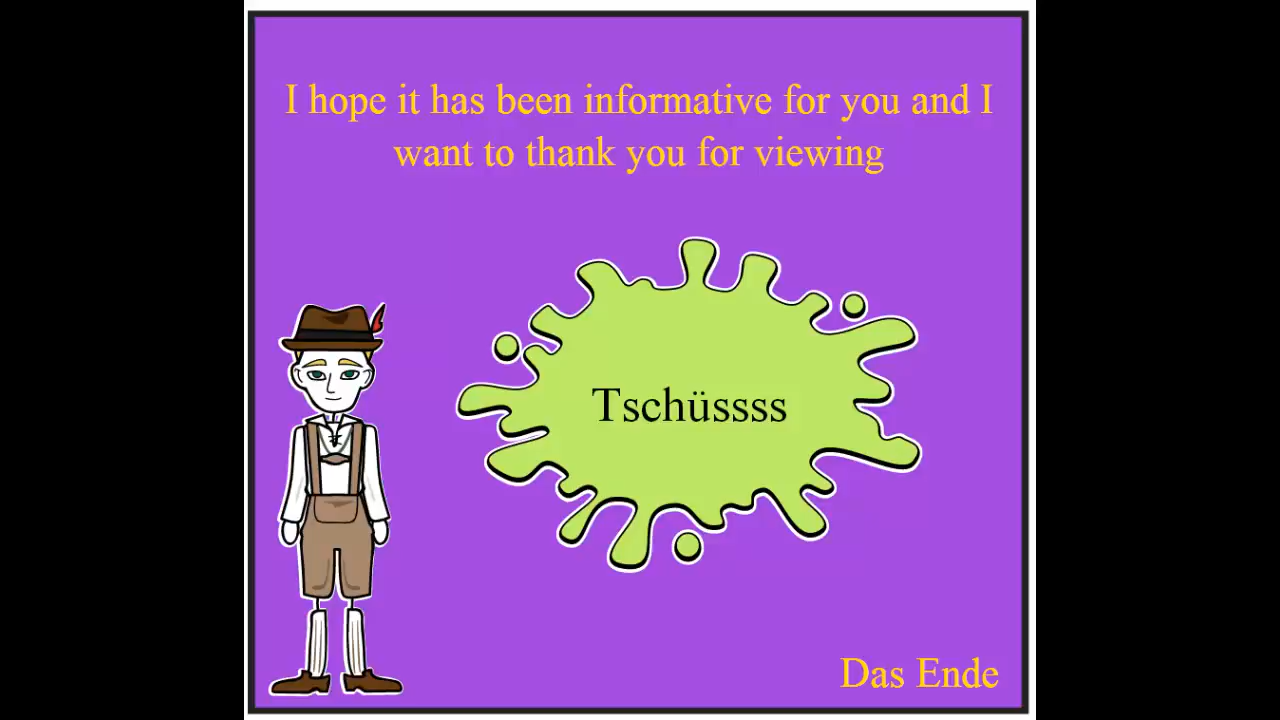 I hope it has been informative for you and I
want to thank you for viewing
Tschüssss
Das Ende